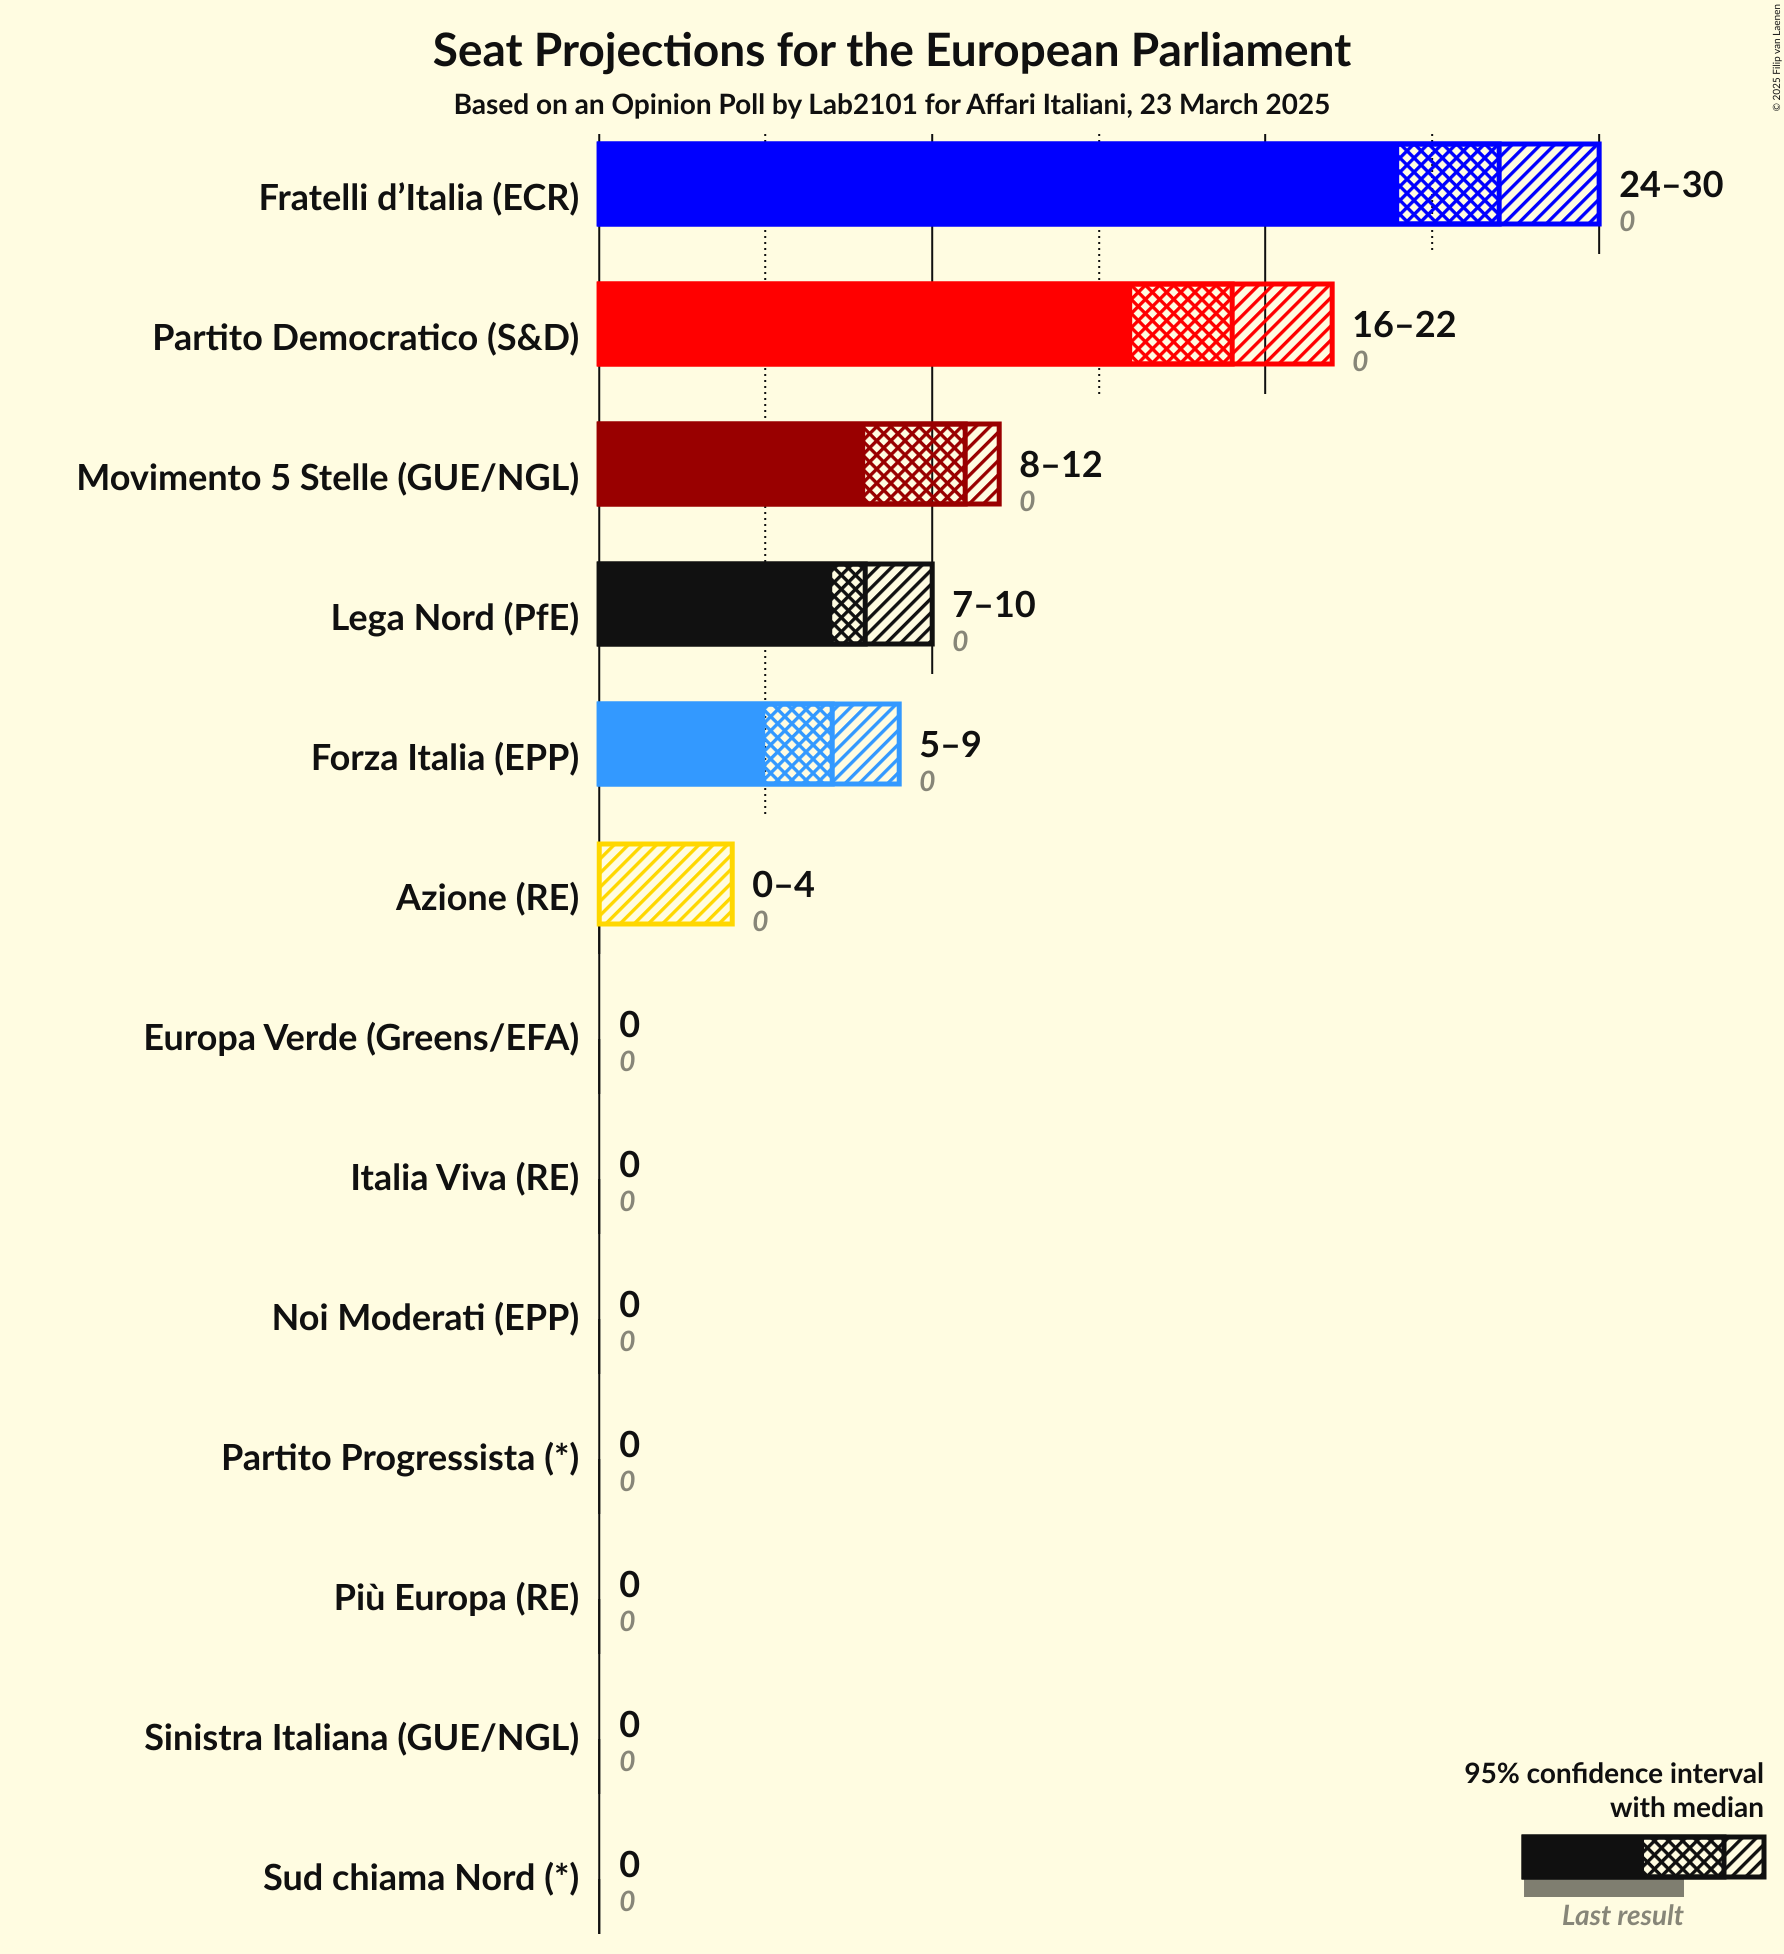 Seat Projections for the European Parliament
Based on an Opinion Poll by Lab2101 for Affari Italiani, 23 March 2025
© 2025 Filip van Laenen
Fratelli d’Italia (ECR)
24–30
0
Partito Democratico (S&D)
16–22
0
Movimento 5 Stelle (GUE/NGL)
8–12
0
Lega Nord (PfE)
7–10
0
Forza Italia (EPP)
5–9
0
Azione (RE)
0–4
0
Europa Verde (Greens/EFA)
0
0
Italia Viva (RE)
0
0
Noi Moderati (EPP)
0
0
Partito Progressista (*)
0
0
Più Europa (RE)
0
0
Sinistra Italiana (GUE/NGL)
0
0
Sud chiama Nord (*)
0
0
95% confidence interval
with median
Last result